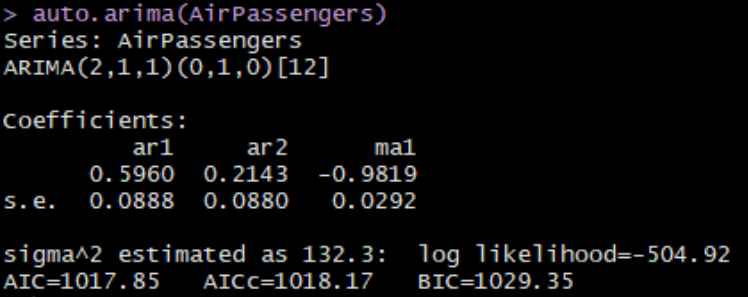 > auto.arima(AirPassengers)
Series: AirPassengers
ARIMA(2,1,1)(0,1,0)[12]
Coefficients:
ar1 ar2 ma1
0.5960 0.2143 -0.9819
s.e. 0.0888 0.0880 0.0292
sigma^2 estimated as 132.3: log likelihood=-504.92
AIC=1017.85 AICc=1018.17 BIC=1029.35